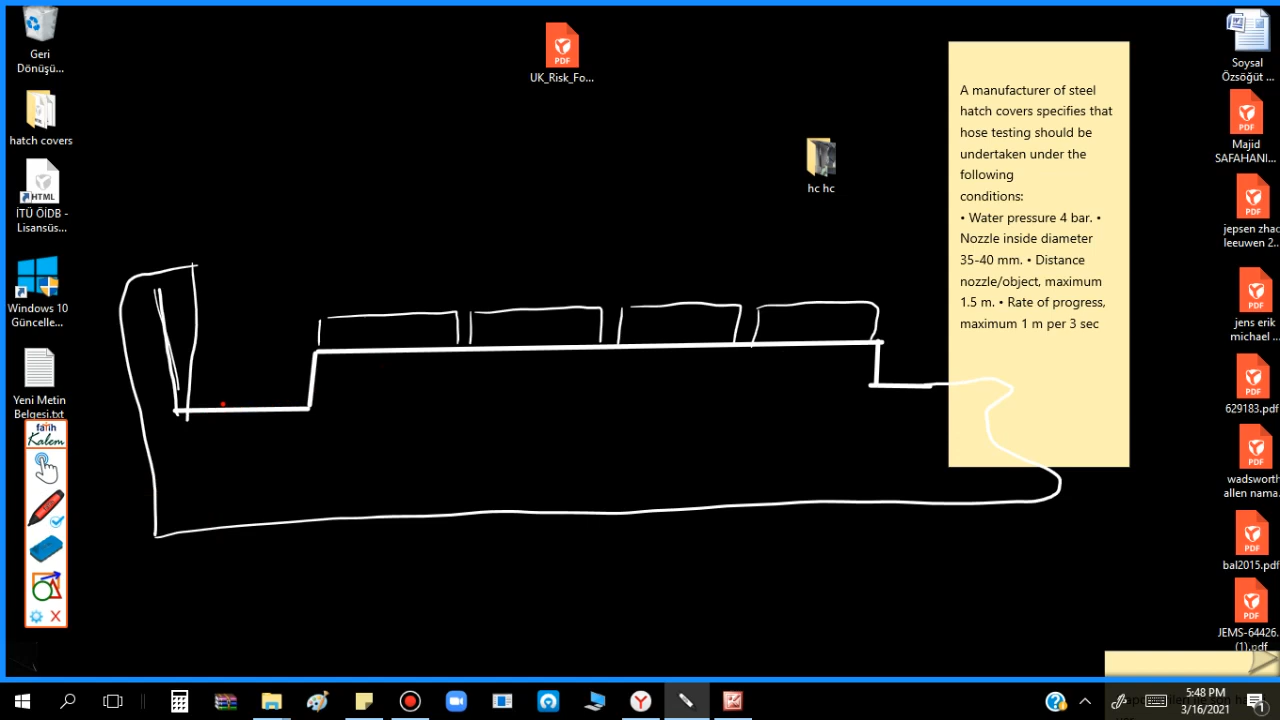 Geri
Dönüşü...
hatch covers
HTML
İTÜ ÖİDB -
Lisansüs...
Windows 10
Güncelle...
Yeni Metin
Belgesi.txt
fatih
Kalem
PDF
UK_Risk_Fo...
hc hc
A manufacturer of steel
hatch covers specifies that
hose testing should be
undertaken under the
following
conditions:
• Water pressure 4 bar. •
Nozzle inside diameter
35-40 mm. • Distance
nozzle/object, maximum
1.5 m. • Rate of progress,
maximum 1 m per 3 sec
Soysal
Özsöğüt ...
PDF
Majid
SAFAHANI...
PDF
jepsen zhac
leeuwen 2...
PDF
jens erik
michael ...
PDF
629183.pdf
PDF
wadsworth
allen nama...
PDF
bal2015.pdf
PDF
JEMS-64426...
(1).pdf
5:48 PM
3/16/2021
1